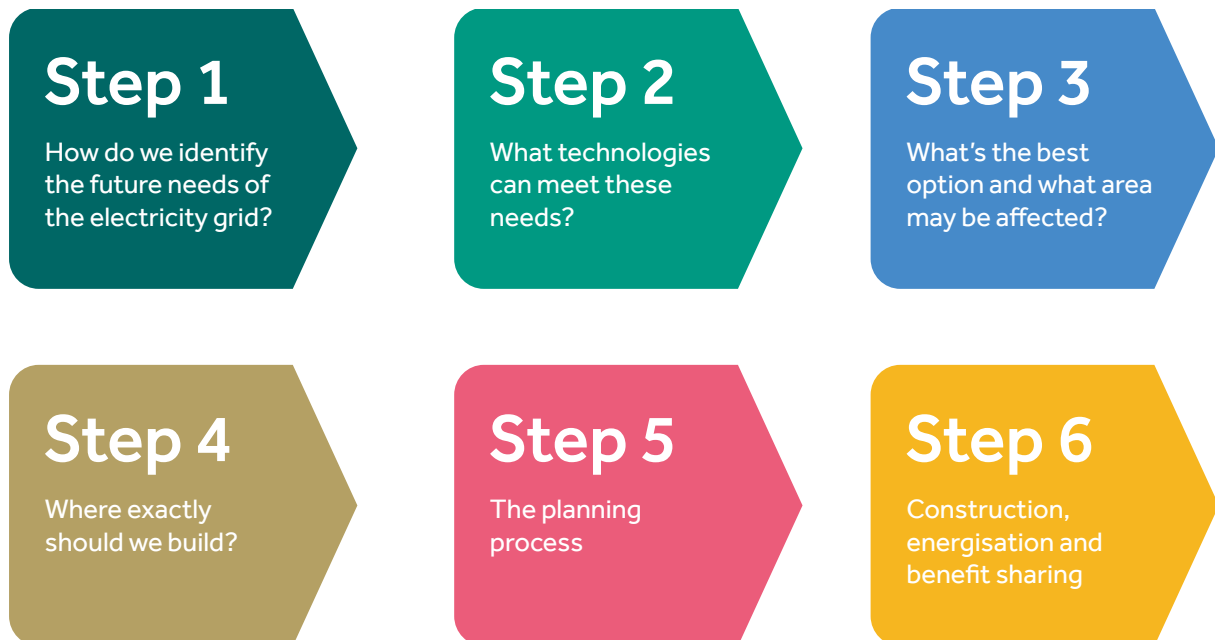 Step 1
How do we identify
the future needs of
the electricity grid?
Step 2
What technologies
can meet these
needs?
Step 3
What’s the best
option and what area
may be affected?
Step 4
Where exactly
should we build?
Step 5
The planning
process
Step 6
Construction,
energisation and
benefit sharing